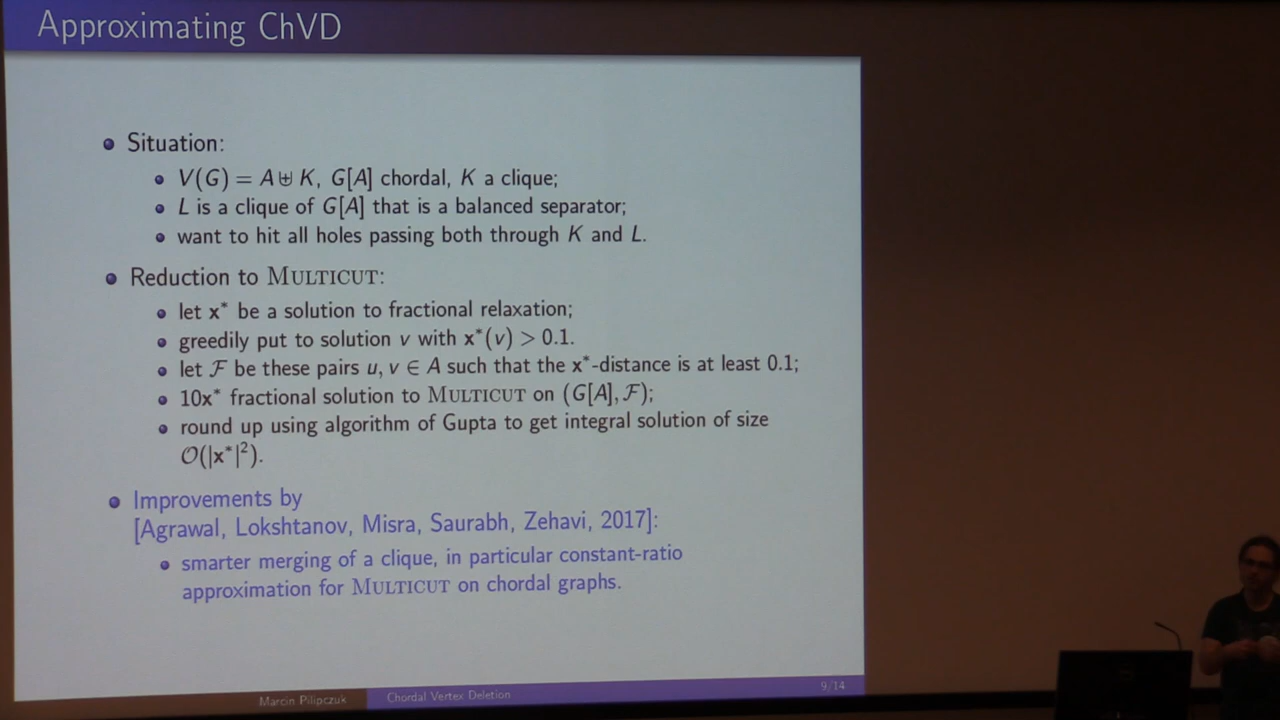 Approximating ChVD
Situation:
V(G) = A ⊎ K, G[A] chordal, K a clique;
L is a clique of G[A] that is a balanced separator;
want to hit all holes passing both through K and L.
Reduction to MULTICUT:
let x* be a solution to fractional relaxation;
greedily put to solution v with x*(v) > 0.1.
let ℱ be these pairs u, v ∈ A such that the x*-distance is at least 0.1;
10x* fractional solution to MULTICUT on (G[A], ℱ);
round up using algorithm of Gupta to get integral solution of size
𝒪(|x*|²).
Improvements by
[Agrawal, Lokshtanov, Misra, Saurabh, Zehavi, 2017]:
smarter merging of a clique, in particular constant-ratio
approximation for MULTICUT on chordal graphs.
Marcin Pilipczuk
Chordal Vertex Deletion
9/14